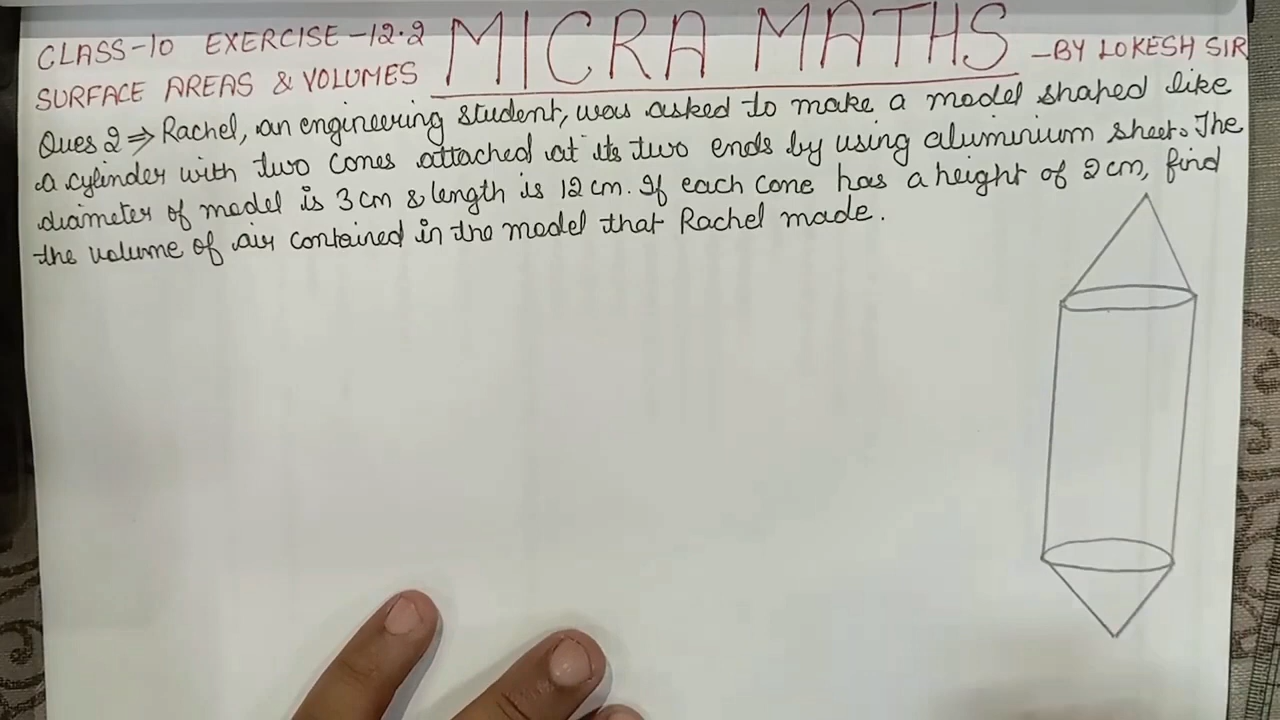 CLASS-10 EXERCISE-12.2 MICRA MATHS -BY LOKESH SIR
SURFACE AREAS & VOLUMES
Ques 2 ⇒ Rachel, an engineering student, was asked to make a model shaped like
a cylinder with two cones attached at its two ends by using aluminium sheet. The
diameter of model is 3 cm & length is 12 cm. If each cone has a height of 2 cm, find
the volume of air contained in the model that Rachel made.